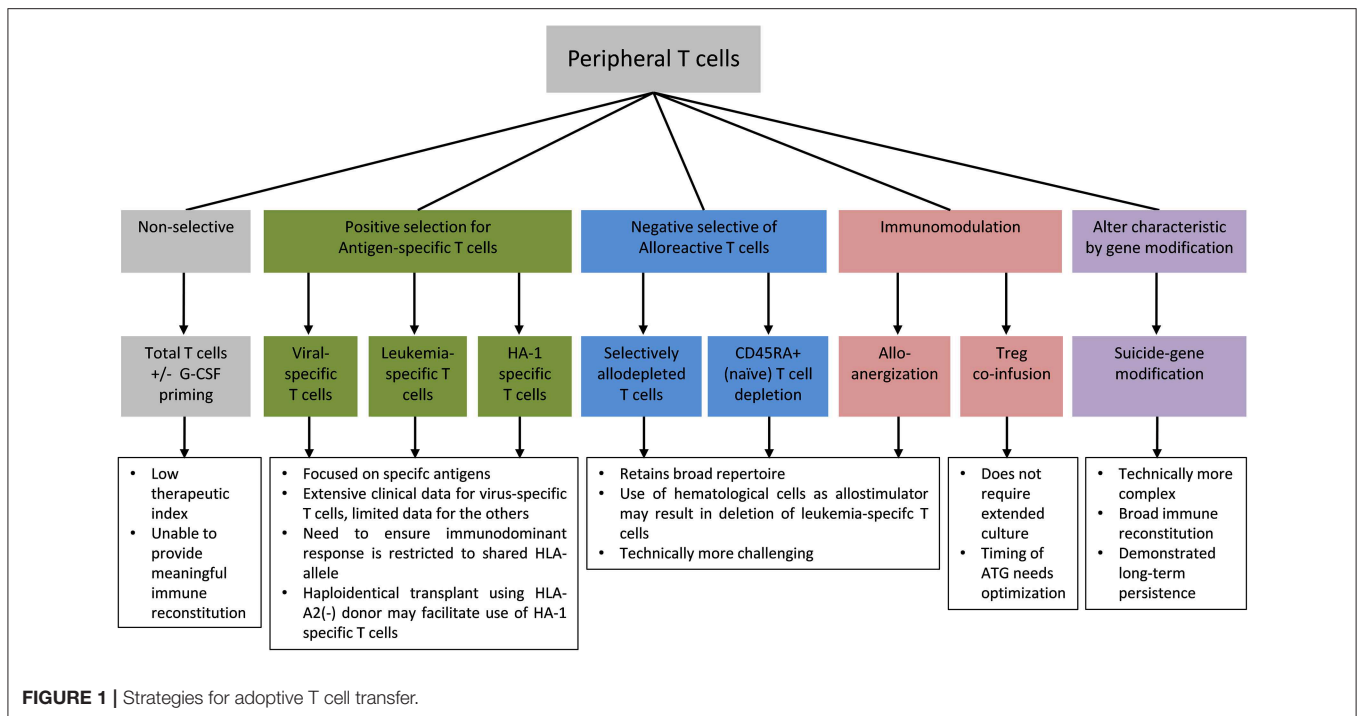 Peripheral T cells
Non-selective
Positive selection for
Antigen-specific T cells
Negative selective of
Alloreactive T cells
Immunomodulation
Alter characteristic
by gene modification
Total T cells
+/- G-CSF
priming
Viral-
specific
T cells
Leukemia-
specific T
cells
HA-1
specific
T cells
Selectively
allodepleted
T cells
CD45RA+
(naïve) T cell
depletion
Allo-
anergization
Treg
co-infusion
Suicide-gene
modification
• Low
therapeutic
index
• Unable to
provide
meaningful
immune
reconstitution
• Focused on specifc antigens
• Extensive clinical data for virus-specific
T cells, limited data for the others
• Need to ensure immunodominant
response is restricted to shared HLA-
allele
• Haploidentical transplant using HLA-
A2(-) donor may facilitate use of HA-1
specific T cells
• Retains broad repertoire
• Use of hematological cells as allostimulator
may result in deletion of leukemia-specifc T
cells
• Technically more challenging
• Does not
require
extended
culture
• Timing of
ATG needs
optimization
• Technically more
complex
• Broad immune
reconstitution
• Demonstrated
long-term
persistence
FIGURE 1 | Strategies for adoptive T cell transfer.